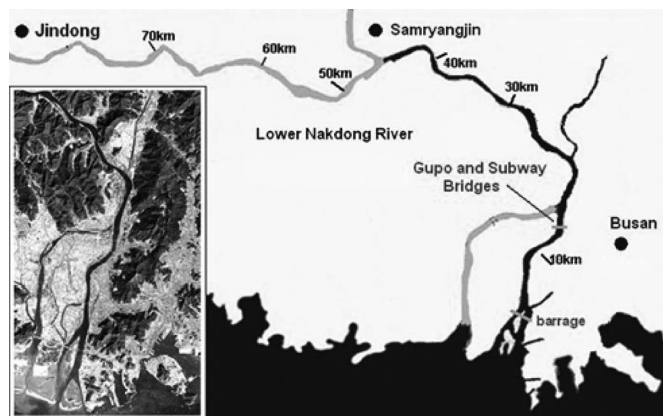 Jindong
70km
60km
50km
Samryangjin
40km
30km
Lower Nakdong River
Gupo and Subway
Bridges
Busan
10km
barrage